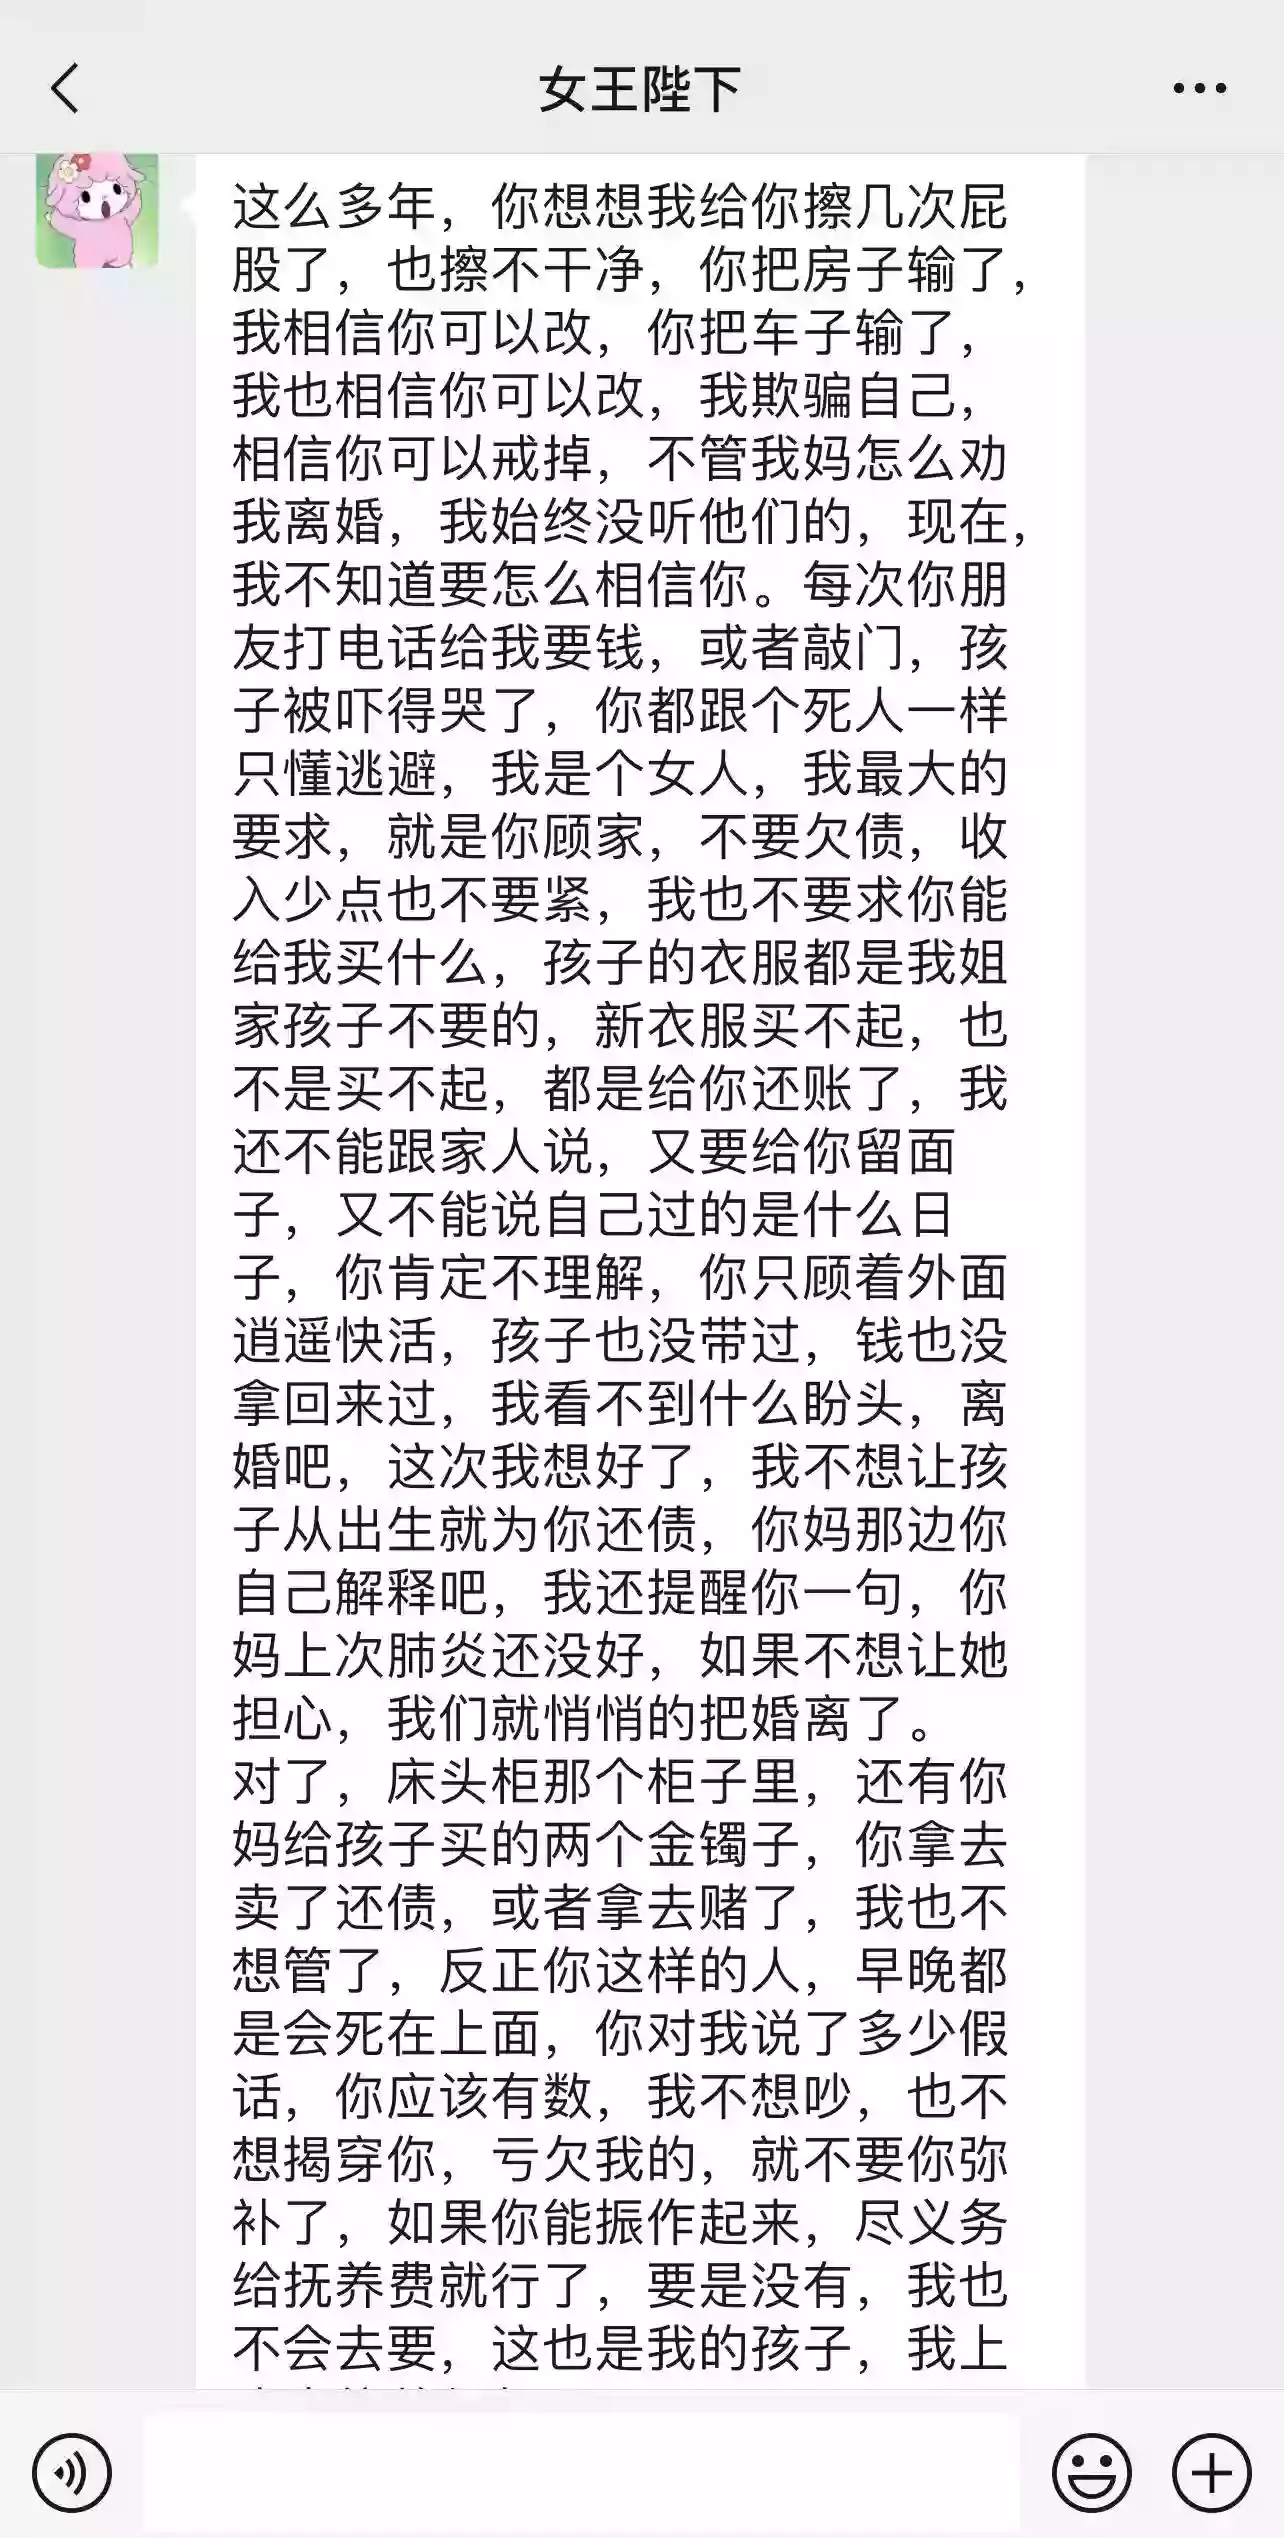 女王陛下
这么多年，你想想我给你擦几次屁
股了，也擦不干净，你把房子输了，
我相信你可以改，你把车子输了，
我也相信你可以改，我欺骗自己，
相信你可以戒掉，不管我妈怎么劝
我离婚，我始终没听他们的，现在，
我不知道要怎么相信你。每次你朋
友打电话给我要钱，或者敲门，孩
子被吓得哭了，你都跟个死人一样
只懂逃避，我是个女人，我最大的
要求，就是你顾家，不要欠债，收
入少点也不要紧，我也不要求你能
给我买什么，孩子的衣服都是我姐
家孩子不要的，新衣服买不起，也
不是买不起，都是给你还账了，我
还不能跟家人说，又要给你留面
子，又不能说自己过的是什么日
子，你肯定不理解，你只顾着外面
逍遥快活，孩子也没带过，钱也没
拿回来过，我看不到什么盼头，离
婚吧，这次我想好了，我不想让孩
子从出生就为你还债，你妈那边你
自己解释吧，我还提醒你一句，你
妈上次肺炎还没好，如果不想让她
担心，我们就悄悄的把婚离了。
对了，床头柜那个柜子里，还有你
妈给孩子买的两个金镯子，你拿去
卖了还债，或者拿去赌了，我也不
想管了，反正你这样的人，早晚都
是会死在上面，你对我说了多少假
话，你应该有数，我不想吵，也不
想揭穿你，亏欠我的，就不要你弥
补了，如果你能振作起来，尽义务
给抚养费就行了，要是没有，我也
不会去要，这也是我的孩子，我上